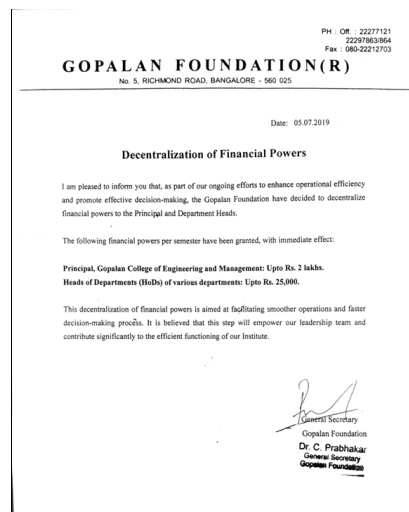 PH : Off. : 22277121
22297863/864
Fax : 080-22212703
GOPALAN FOUNDATION(R)
No. 5, RICHMOND ROAD, BANGALORE - 560 025
Date: 05.07.2019
Decentralization of Financial Powers
I am pleased to inform you that, as part of our ongoing efforts to enhance operational efficiency
and promote effective decision-making, the Gopalan Foundation have decided to decentralize
financial powers to the Principal and Department Heads.
The following financial powers per semester have been granted, with immediate effect:
Principal, Gopalan College of Engineering and Management: Upto Rs. 2 lakhs.
Heads of Departments (HoDs) of various departments: Upto Rs. 25,000.
This decentralization of financial powers is aimed at facilitating smoother operations and faster
decision-making process. It is believed that this step will empower our leadership team and
contribute significantly to the efficient functioning of our Institute.
General Secretary
Gopalan Foundation
Dr. C. Prabhakar
General Secretary
Gopalan Foundation